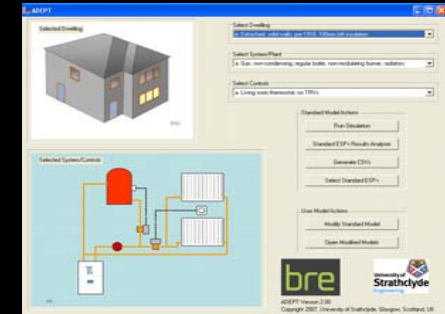 ADEPT
Selected Dwelling
Select Dwelling
a: Detached, solid walls, pre-1918, 100mm loft insulation
Select System/Plant
a: Gas, non-condensing, regular boiler, non-modulating burner, radiators
Select Controls
a: Living room thermostat, no TRVs
Standard Model Actions
Run Simulation
Standard ESP-r Results Analyser
Generate CSVs
Select Standard ESP-r
Selected System/Controls
User Model Actions
Modify Standard Model
Open Modified Models
bre
University of
Strathclyde
Engineering
ADEPT Version 2.00
Copyright 2007, University of Strathclyde, Glasgow, Scotland, UK